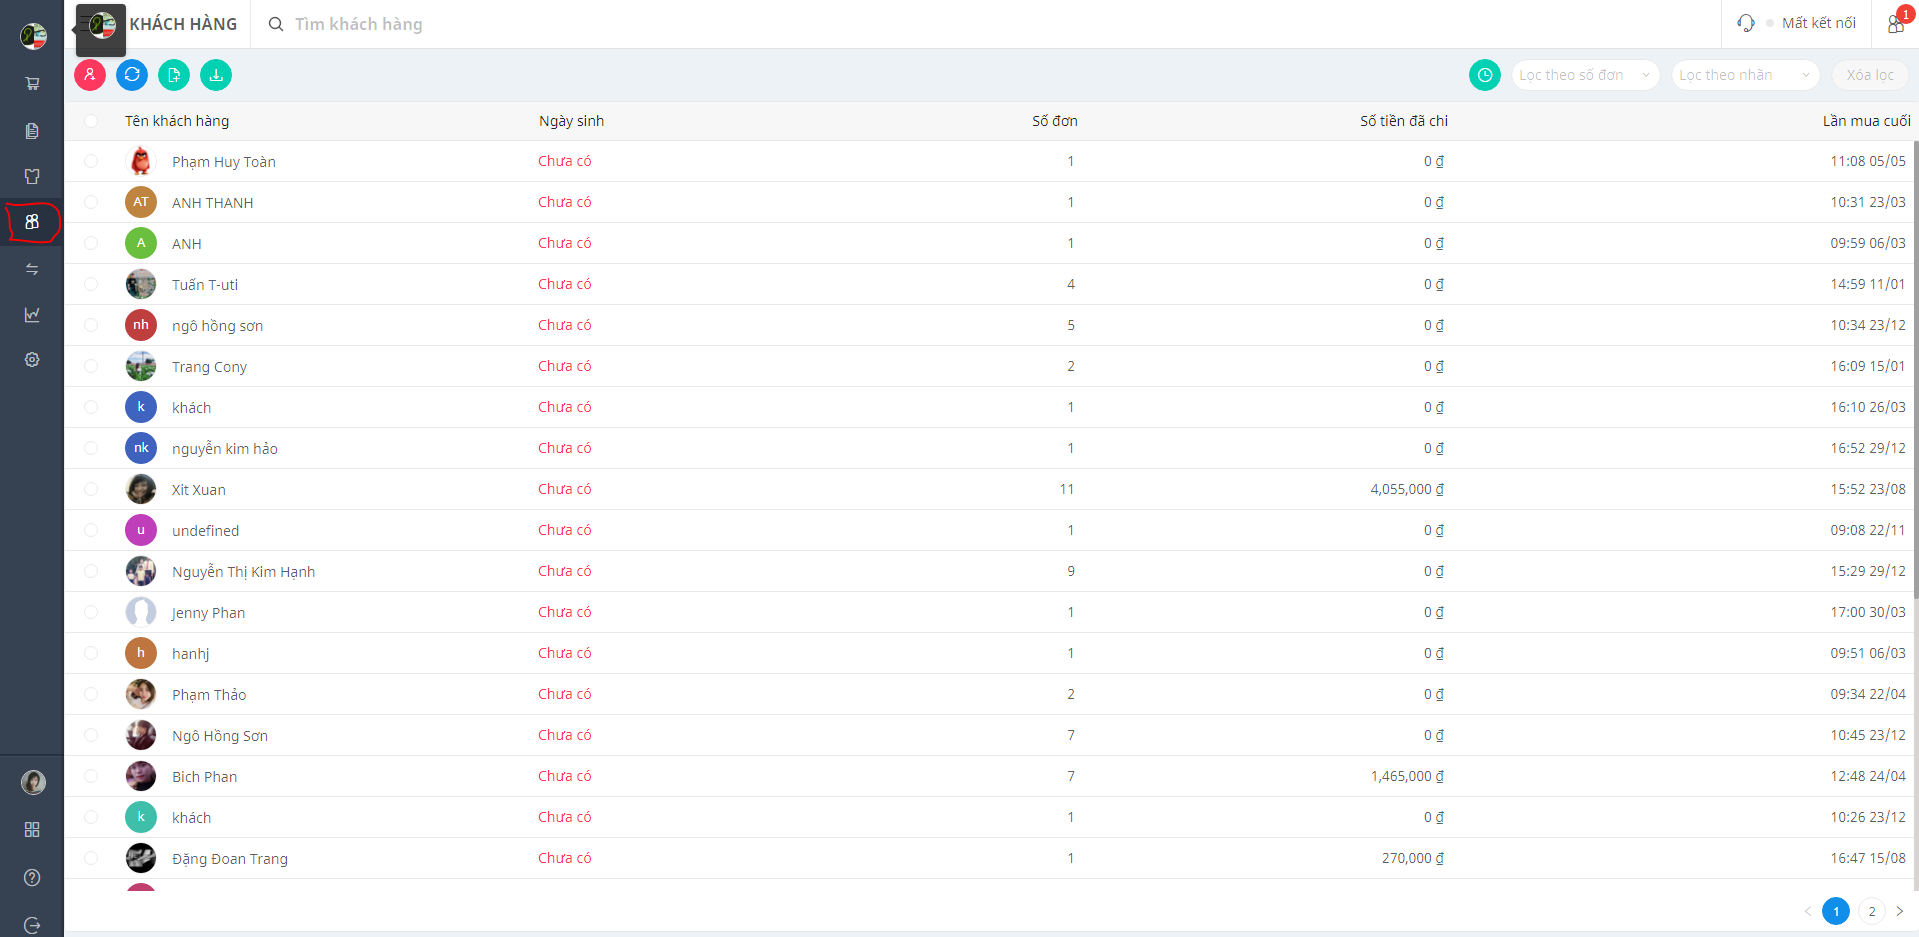 KHÁCH HÀNG
Tìm khách hàng
Mất kết nối
1
Lọc theo số đơn
Lọc theo nhãn
Xóa lọc
Tên khách hàng Ngày sinh Số đơn Số tiền đã chi Lần mua cuối
Phạm Huy Toàn Chưa có 1 0 ₫ 11:08 05/05
AT ANH THANH Chưa có 1 0 ₫ 10:31 23/03
A ANH Chưa có 1 0 ₫ 09:59 06/03
Tuấn T-uti Chưa có 4 0 ₫ 14:59 11/01
nh ngô hồng sơn Chưa có 5 0 ₫ 10:34 23/12
Trang Cony Chưa có 2 0 ₫ 16:09 15/01
k khách Chưa có 1 0 ₫ 16:10 26/03
nk nguyễn kim hảo Chưa có 1 0 ₫ 16:52 29/12
Xit Xuan Chưa có 11 4,055,000 ₫ 15:52 23/08
u undefined Chưa có 1 0 ₫ 09:08 22/11
Nguyễn Thị Kim Hạnh Chưa có 9 0 ₫ 15:29 29/12
Jenny Phan Chưa có 1 0 ₫ 17:00 30/03
h hanhj Chưa có 1 0 ₫ 09:51 06/03
Phạm Thảo Chưa có 2 0 ₫ 09:34 22/04
Ngô Hồng Sơn Chưa có 7 0 ₫ 10:45 23/12
Bich Phan Chưa có 7 1,465,000 ₫ 12:48 24/04
k khách Chưa có 1 0 ₫ 10:26 23/12
Đặng Đoan Trang Chưa có 1 270,000 ₫ 16:47 15/08
1 2